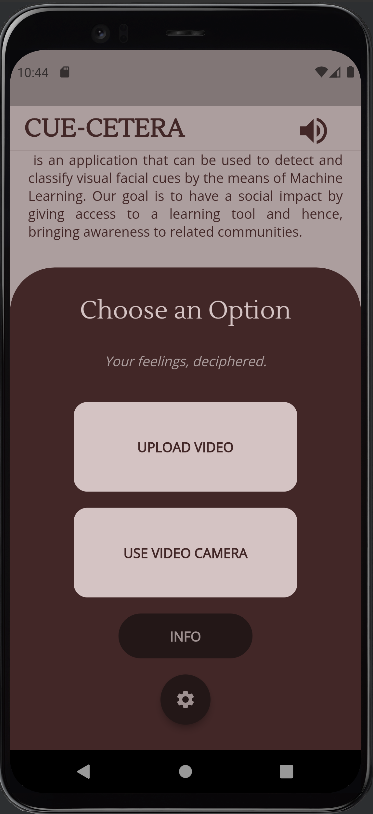 10:44
CUE-CETERA
is an application that can be used to detect and
classify visual facial cues by the means of Machine
Learning. Our goal is to have a social impact by
giving access to a learning tool and hence,
bringing awareness to related communities.
Choose an Option
Your feelings, deciphered.
UPLOAD VIDEO
USE VIDEO CAMERA
INFO